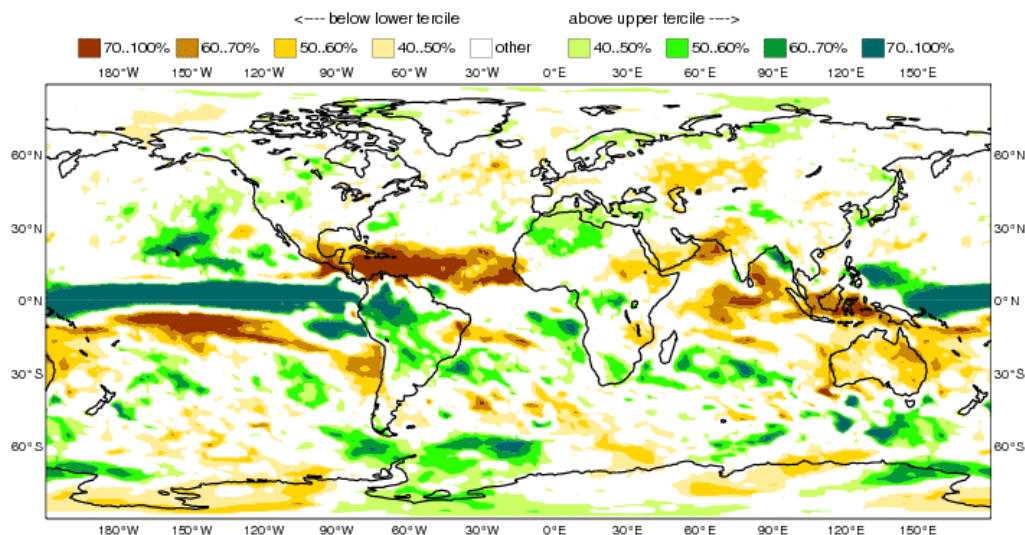 <---- below lower tercile above upper tercile ---->
70..100% 60..70% 50..60% 40..50% other 40..50% 50..60% 60..70% 70..100%
180°W 150°W 120°W 90°W 60°W 30°W 0°E 30°E 60°E 90°E 120°E 150°E
60°N 60°N
30°N 30°N
0°N 0°N
30°S 30°S
60°S 60°S
180°W 150°W 120°W 90°W 60°W 30°W 0°E 30°E 60°E 90°E 120°E 150°E